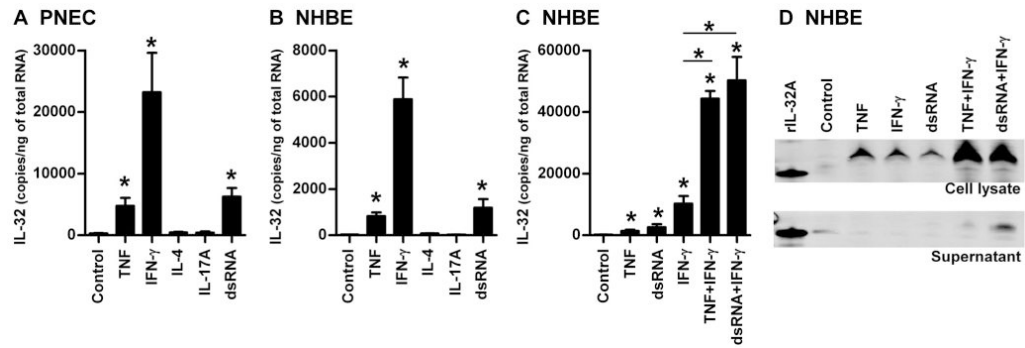 A PNEC
IL-32 (copies/ng of total RNA)
30000
20000
10000
0
Control
TNF
IFN-γ
IL-4
IL-17A
dsRNA
*
*
*
B NHBE
IL-32 (copies/ng of total RNA)
8000
6000
4000
2000
0
Control
TNF
IFN-γ
IL-4
IL-17A
dsRNA
*
*
*
C NHBE
IL-32 (copies/ng of total RNA)
60000
40000
20000
0
Control
TNF
dsRNA
IFN-γ
TNF+IFN-γ
dsRNA+IFN-γ
*
*
*
*
*
*
*
D NHBE
rIL-32A
Control
TNF
IFN-γ
dsRNA
TNF+IFN-γ
dsRNA+IFN-γ
Cell lysate
Supernatant